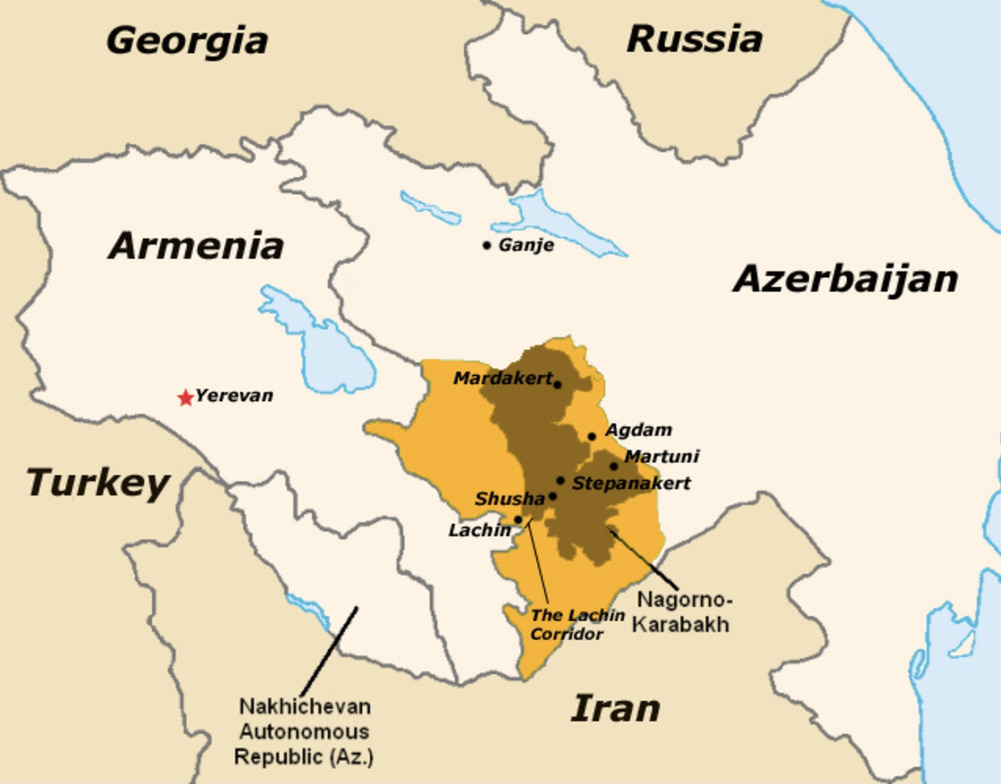 Georgia
Russia
Armenia
Ganje
Azerbaijan
Mardakert
Yerevan
Agdam
Martuni
Turkey
Stepanakert
Shusha
Lachin
The Lachin
Corridor
Nagorno-
Karabakh
Nakhichevan
Autonomous
Republic (Az.)
Iran